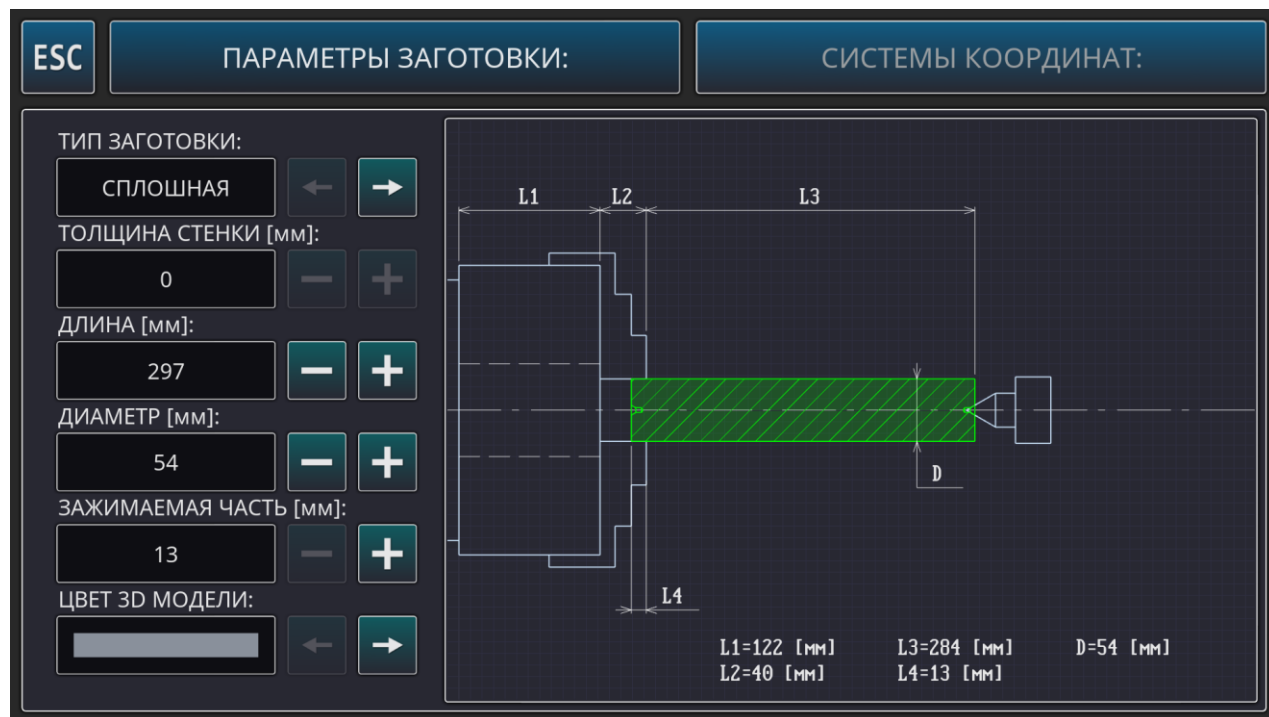 ESC
ПАРАМЕТРЫ ЗАГОТОВКИ:
СИСТЕМЫ КООРДИНАТ:
ТИП ЗАГОТОВКИ:
СПЛОШНАЯ
ТОЛЩИНА СТЕНКИ [мм]:
0
ДЛИНА [мм]:
297
ДИАМЕТР [мм]:
54
ЗАЖИМАЕМАЯ ЧАСТЬ [мм]:
13
ЦВЕТ 3D МОДЕЛИ:
L1 L2 L3
D
L4
L1=122 [мм] L3=284 [мм] D=54 [мм]
L2=40 [мм] L4=13 [мм]